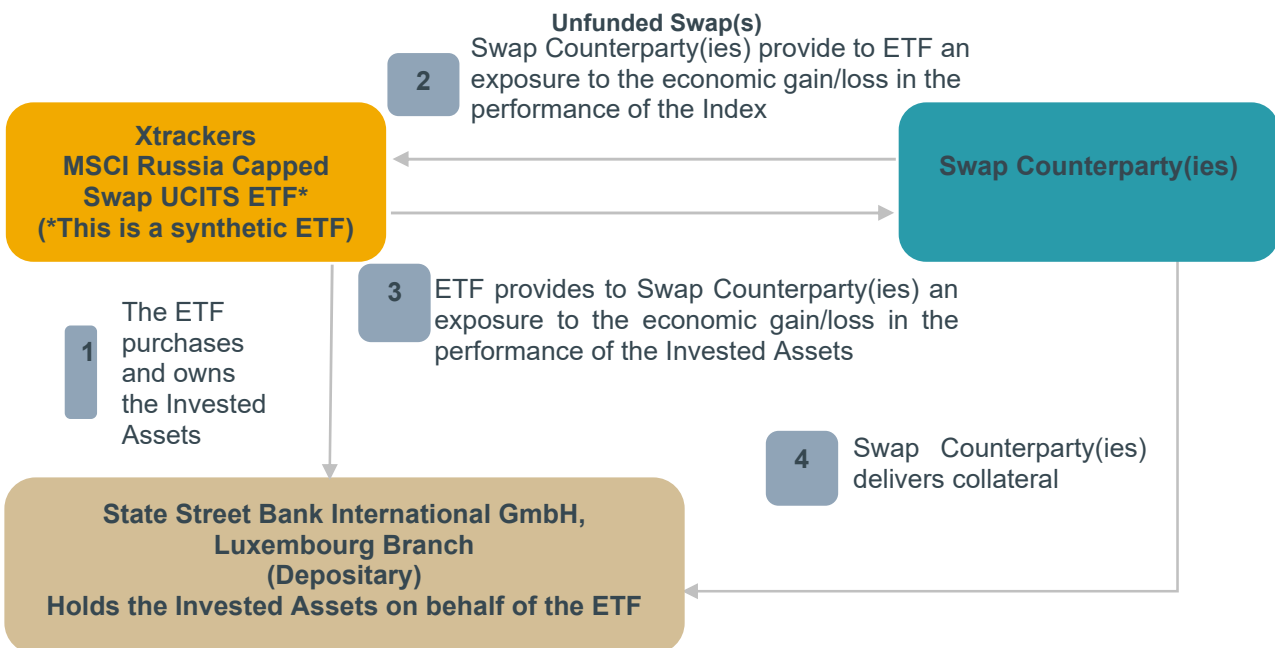 Unfunded Swap(s)
2
Swap Counterparty(ies) provide to ETF an
exposure to the economic gain/loss in the
performance of the Index
Xtrackers
MSCI Russia Capped
Swap UCITS ETF*
(*This is a synthetic ETF)
Swap Counterparty(ies)
3
ETF provides to Swap Counterparty(ies) an
exposure to the economic gain/loss in the
performance of the Invested Assets
1
The ETF
purchases
and owns
the Invested
Assets
4
Swap Counterparty(ies)
delivers collateral
State Street Bank International GmbH,
Luxembourg Branch
(Depositary)
Holds the Invested Assets on behalf of the ETF